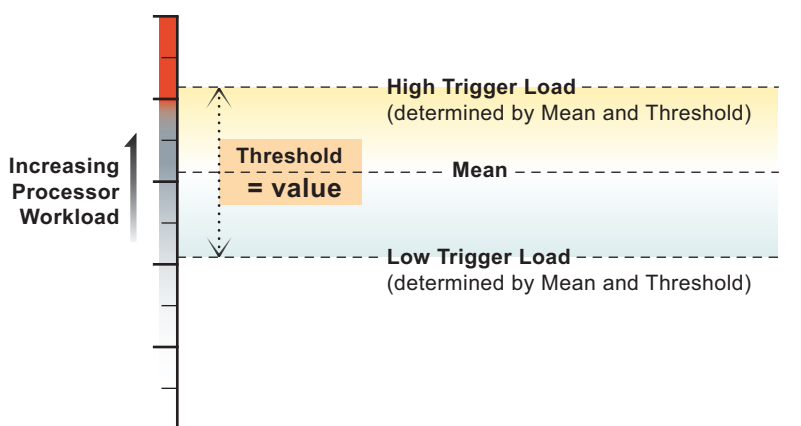 High Trigger Load
(determined by Mean and Threshold)
Threshold
= value
Mean
Increasing
Processor
Workload
Low Trigger Load
(determined by Mean and Threshold)